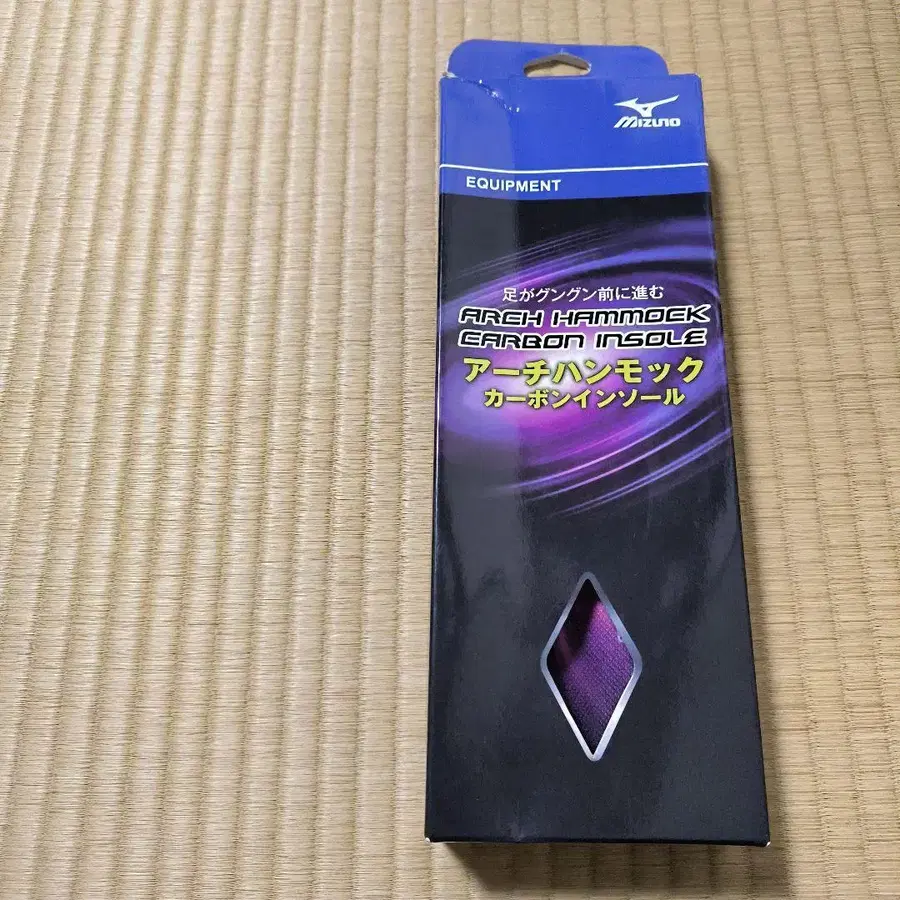 Mizuno
EQUIPMENT
足がグングン前に進む
ARCH HAMMOCK
CARBON INSOLE
アーチハンモック
カーボンインソール